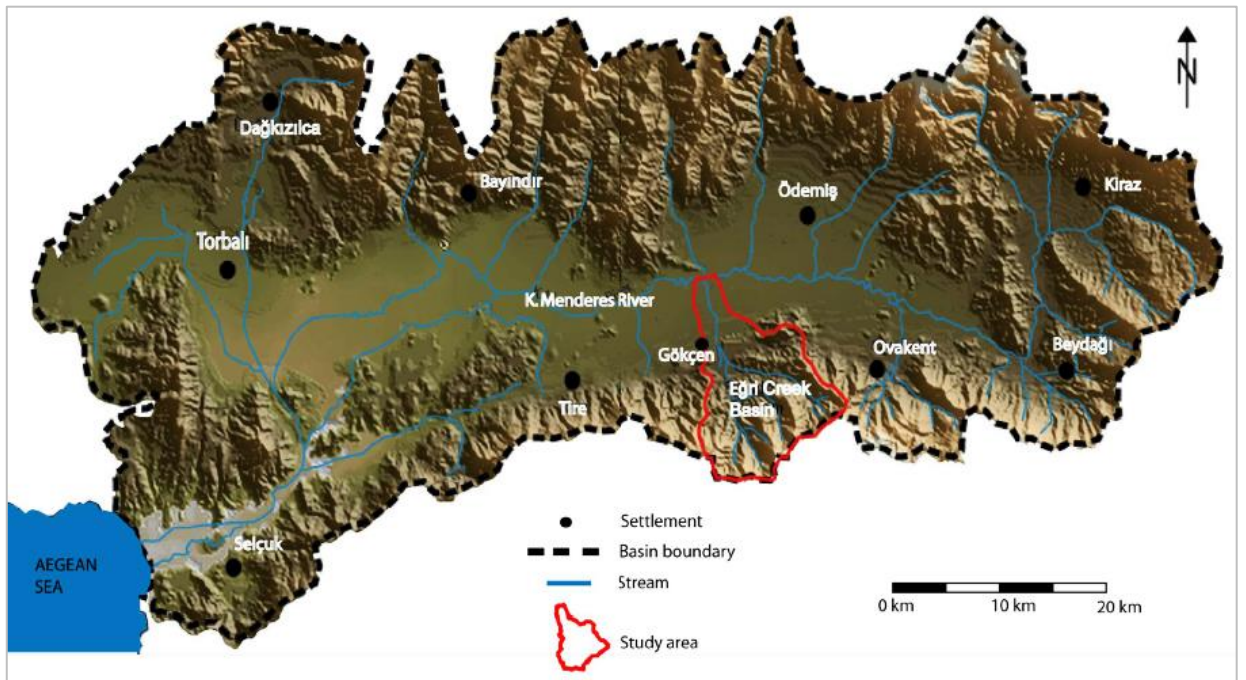 N
Dağkızılca
Bayındır
Ödemiş
Kiraz
Torbalı
K. Menderes River
Gökçen
Ovakent
Beydağı
Tire
Eğri Creek
Basin
Selçuk
AEGEAN
SEA
Settlement
Basin boundary
Stream
Study area
0 km
10 km
20 km